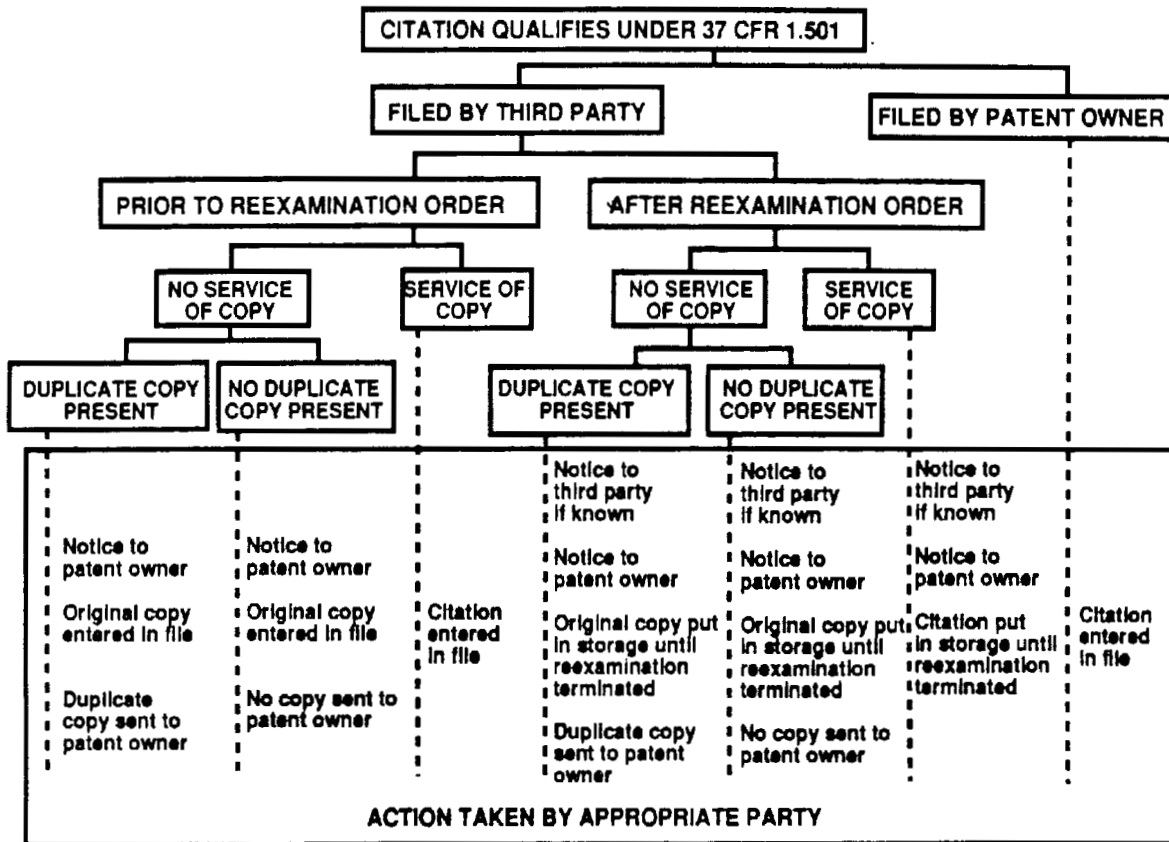 CITATION QUALIFIES UNDER 37 CFR 1.501
FILED BY THIRD PARTY
FILED BY PATENT OWNER
PRIOR TO REEXAMINATION ORDER
AFTER REEXAMINATION ORDER
NO SERVICE
OF COPY
SERVICE OF
COPY
NO SERVICE
OF COPY
SERVICE
OF COPY
DUPLICATE COPY
PRESENT
NO DUPLICATE
COPY PRESENT
DUPLICATE COPY
PRESENT
NO DUPLICATE
COPY PRESENT
Notice to
patent owner
Original copy
entered in file
Duplicate
copy sent to
patent owner
Notice to
patent owner
Original copy
entered in file
No copy sent to
patent owner
Citation
entered
in file
Notice to
third party
if known
Notice to
patent owner
Original copy put
in storage until
reexamination
terminated
Duplicate copy
sent to patent
owner
Notice to
third party
if known
Notice to
patent owner
Original copy put
in storage until
reexamination
terminated
No copy sent to
patent owner
Notice to
third party
if known
Notice to
patent owner
Citation put
in storage until
reexamination
terminated
Citation
entered
in file
ACTION TAKEN BY APPROPRIATE PARTY